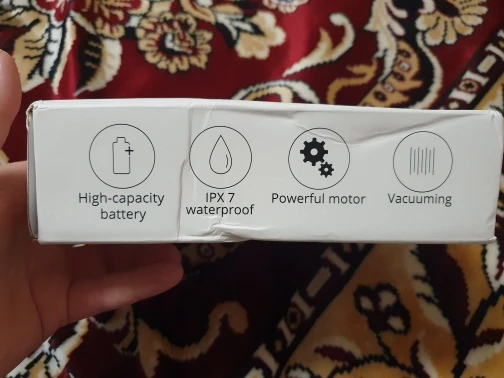 High-capacity
battery
IPX 7
waterproof
Powerful motor
Vacuuming